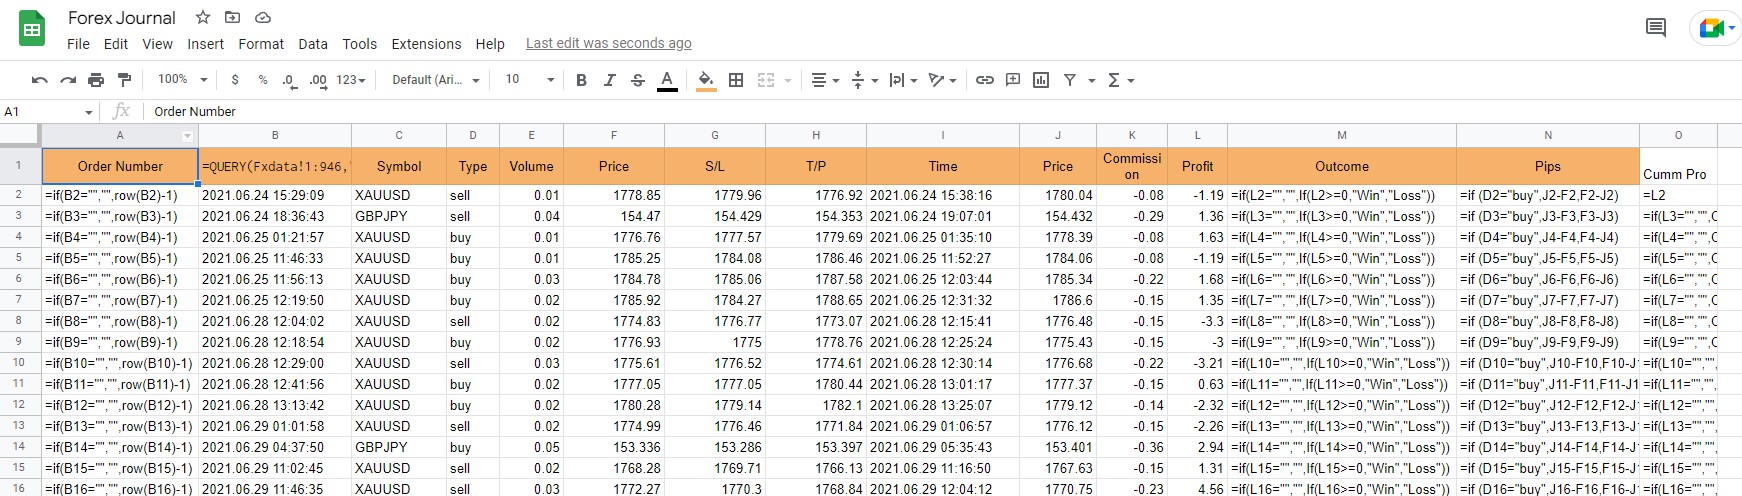 Forex Journal
File Edit View Insert Format Data Tools Extensions Help Last edit was seconds ago
100% $ % .0 .00 123 Default (Ari... 10 B I S A
A1 fx Order Number
A B C D E F G H I J K L M N O
1 Order Number =QUERY(Fxdata!1:946, Symbol Type Volume Price S/L T/P Time Price Commissi on Profit Outcome Pips Cumm Pro
2 =if(B2="","",row(B2)-1) 2021.06.24 15:29:09 XAUUSD sell 0.01 1778.85 1779.96 1776.92 2021.06.24 15:38:16 1780.04 -0.08 -1.19 =if(L2="","",If(L2>=0,"Win","Loss")) =if (D2="buy",J2-F2,F2-J2) =L2
3 =if(B3="","",row(B3)-1) 2021.06.24 18:36:43 GBPJPY sell 0.04 154.47 154.429 154.353 2021.06.24 19:07:01 154.432 -0.29 1.36 =if(L3="","",If(L3>=0,"Win","Loss")) =if (D3="buy",J3-F3,F3-J3) =if(L3="","",
4 =if(B4="","",row(B4)-1) 2021.06.25 01:21:57 XAUUSD buy 0.01 1776.76 1777.57 1779.69 2021.06.25 01:35:10 1778.39 -0.08 1.63 =if(L4="","",If(L4>=0,"Win","Loss")) =if (D4="buy",J4-F4,F4-J4) =if(L4="","",
5 =if(B5="","",row(B5)-1) 2021.06.25 11:46:33 XAUUSD buy 0.01 1785.25 1784.08 1786.46 2021.06.25 11:52:27 1784.06 -0.08 -1.19 =if(L5="","",If(L5>=0,"Win","Loss")) =if (D5="buy",J5-F5,F5-J5) =if(L5="","",
6 =if(B6="","",row(B6)-1) 2021.06.25 11:56:13 XAUUSD buy 0.03 1784.78 1785.06 1787.58 2021.06.25 12:03:44 1785.34 -0.22 1.68 =if(L6="","",If(L6>=0,"Win","Loss")) =if (D6="buy",J6-F6,F6-J6) =if(L6="","",
7 =if(B7="","",row(B7)-1) 2021.06.25 12:19:50 XAUUSD buy 0.02 1785.92 1784.27 1788.65 2021.06.25 12:31:32 1786.6 -0.15 1.35 =if(L7="","",If(L7>=0,"Win","Loss")) =if (D7="buy",J7-F7,F7-J7) =if(L7="","",
8 =if(B8="","",row(B8)-1) 2021.06.28 12:04:02 XAUUSD sell 0.02 1774.83 1776.77 1773.07 2021.06.28 12:15:41 1776.48 -0.15 -3.3 =if(L8="","",If(L8>=0,"Win","Loss")) =if (D8="buy",J8-F8,F8-J8) =if(L8="","",
9 =if(B9="","",row(B9)-1) 2021.06.28 12:18:54 XAUUSD buy 0.02 1776.93 1775 1778.76 2021.06.28 12:25:24 1775.43 -0.15 -3 =if(L9="","",If(L9>=0,"Win","Loss")) =if (D9="buy",J9-F9,F9-J9) =if(L9="","",
10 =if(B10="","",row(B10)-1) 2021.06.28 12:29:00 XAUUSD sell 0.03 1775.61 1776.52 1774.61 2021.06.28 12:30:14 1776.68 -0.22 -3.21 =if(L10="","",If(L10>=0,"Win","Loss")) =if (D10="buy",J10-F10,F10-J1 =if(L10="","",
11 =if(B11="","",row(B11)-1) 2021.06.28 12:41:56 XAUUSD buy 0.02 1777.05 1777.05 1780.44 2021.06.28 13:01:17 1777.37 -0.15 0.63 =if(L11="","",If(L11>=0,"Win","Loss")) =if (D11="buy",J11-F11,F11-J1 =if(L11="","",
12 =if(B12="","",row(B12)-1) 2021.06.28 13:13:42 XAUUSD buy 0.02 1780.28 1779.14 1782.1 2021.06.28 13:25:07 1779.12 -0.14 -2.32 =if(L12="","",If(L12>=0,"Win","Loss")) =if (D12="buy",J12-F12,F12-J1 =if(L12="","",
13 =if(B13="","",row(B13)-1) 2021.06.29 01:01:58 XAUUSD sell 0.02 1774.99 1776.46 1771.84 2021.06.29 01:06:57 1776.12 -0.15 -2.26 =if(L13="","",If(L13>=0,"Win","Loss")) =if (D13="buy",J13-F13,F13-J1 =if(L13="","",
14 =if(B14="","",row(B14)-1) 2021.06.29 04:37:50 GBPJPY buy 0.05 153.336 153.286 153.397 2021.06.29 05:35:43 153.401 -0.36 2.94 =if(L14="","",If(L14>=0,"Win","Loss")) =if (D14="buy",J14-F14,F14-J1 =if(L14="","",
15 =if(B15="","",row(B15)-1) 2021.06.29 11:02:45 XAUUSD sell 0.02 1768.28 1769.71 1766.13 2021.06.29 11:16:50 1767.63 -0.15 1.31 =if(L15="","",If(L15>=0,"Win","Loss")) =if (D15="buy",J15-F15,F15-J1 =if(L15="","",
16 =if(B16="","",row(B16)-1) 2021.06.29 11:46:35 XAUUSD sell 0.03 1772.27 1770.3 1768.84 2021.06.29 12:04:12 1770.75 -0.23 4.56 =if(L16="","",If(L16>=0,"Win","Loss")) =if (D16="buy",J16-F16,F16-J1 =if(L16="","",